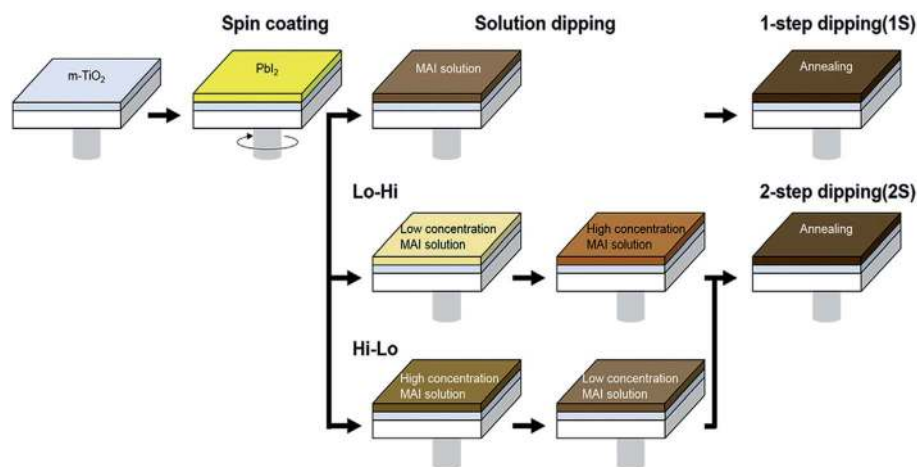 Spin coating
Solution dipping
1-step dipping(1S)
m-TiO₂
PbI₂
MAI solution
Annealing
Lo-Hi
2-step dipping(2S)
Low concentration
MAI solution
High concentration
MAI solution
Annealing
Hi-Lo
High concentration
MAI solution
Low concentration
MAI solution